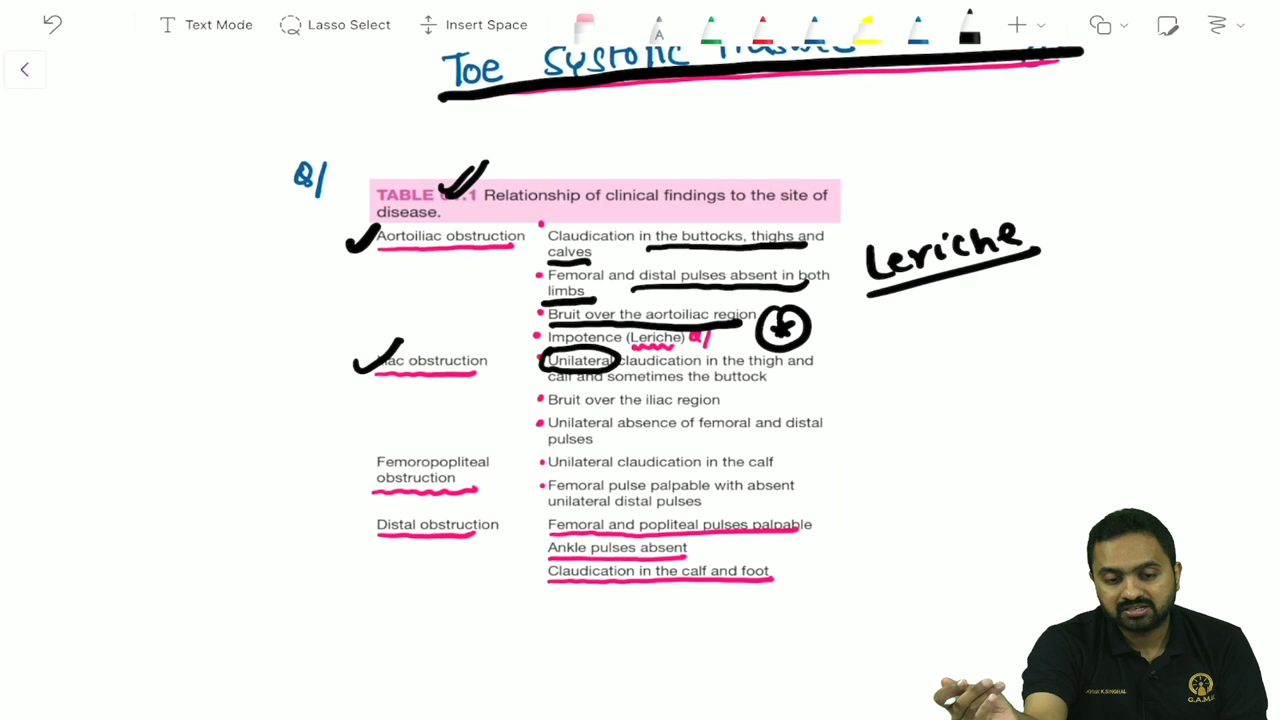 Text Mode
Lasso Select
Insert Space
Toe Systolic
Q/
TABLE Relationship of clinical findings to the site of
disease.
Aortoiliac obstruction
Claudication in the buttocks, thighs and
calves
Femoral and distal pulses absent in both
limbs
Bruit over the aortoiliac region
Impotence (Leriche) Q/
Leriche
obstruction
Unilateral claudication in the thigh and
calf and sometimes the buttock
Bruit over the iliac region
Unilateral absence of femoral and distal
pulses
Femoropopliteal
obstruction
Unilateral claudication in the calf
Femoral pulse palpable with absent
unilateral distal pulses
Distal obstruction
Femoral and popliteal pulses palpable
Ankle pulses absent
Claudication in the calf and foot